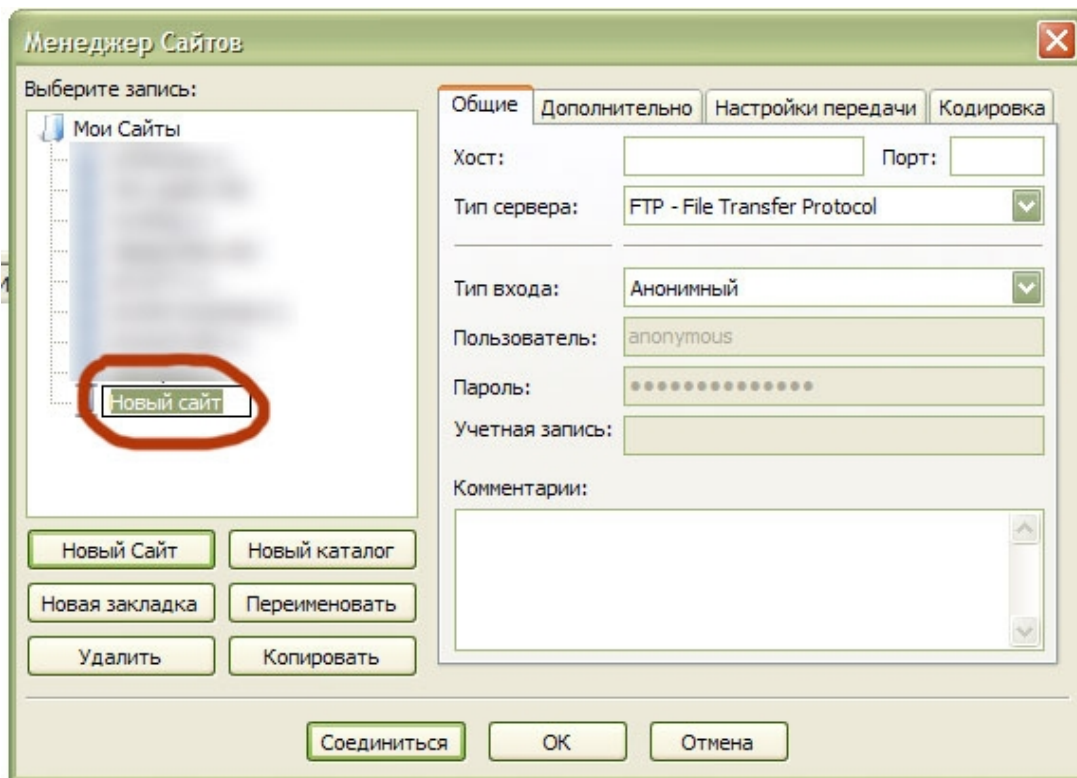 Менеджер Сайтов
Выберите запись:
Мои Сайты
Новый сайт
Новый Сайт Новый каталог
Новая закладка Переименовать
Удалить Копировать
Общие Дополнительно Настройки передачи Кодировка
Хост: Порт:
Тип сервера: FTP - File Transfer Protocol
Тип входа: Анонимный
Пользователь: anonymous
Пароль: ••••••••••••••
Учетная запись:
Комментарии:
Соединиться OK Отмена